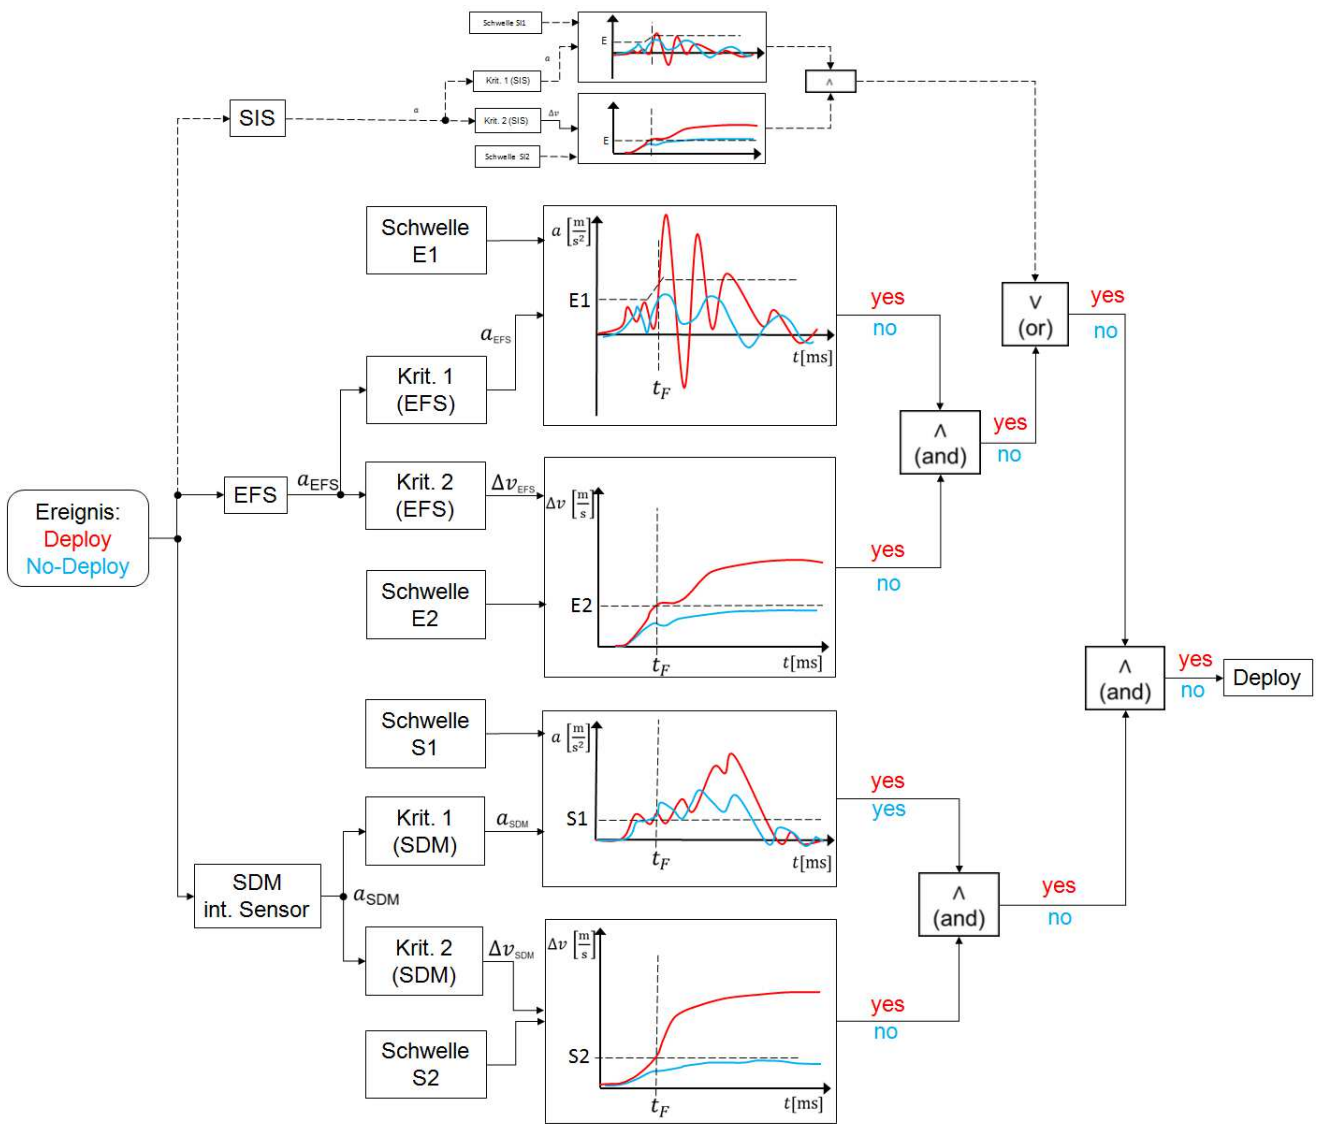 Schwelle SI1
E
a
Krit. 1 (SIS)
SIS
a
Krit. 2 (SIS)
Δv
E
Schwelle SI2
∧
Schwelle
E1
a [m/s²]
E1
t[ms]
t_F
a_EFS
Krit. 1
(EFS)
yes
no
∨
(or)
yes
no
∧
(and)
yes
no
Ereignis:
Deploy
No-Deploy
EFS
a_EFS
Krit. 2
(EFS)
Δv_EFS
Δv [m/s]
E2
t_F
t[ms]
Schwelle
E2
yes
no
Schwelle
S1
a [m/s²]
S1
t_F
t[ms]
Krit. 1
(SDM)
a_SDM
yes
yes
SDM
int. Sensor
a_SDM
∧
(and)
yes
no
∧
(and)
yes
no
Deploy
Krit. 2
(SDM)
Δv_SDM
Δv [m/s]
S2
t_F
t[ms]
Schwelle
S2
yes
no